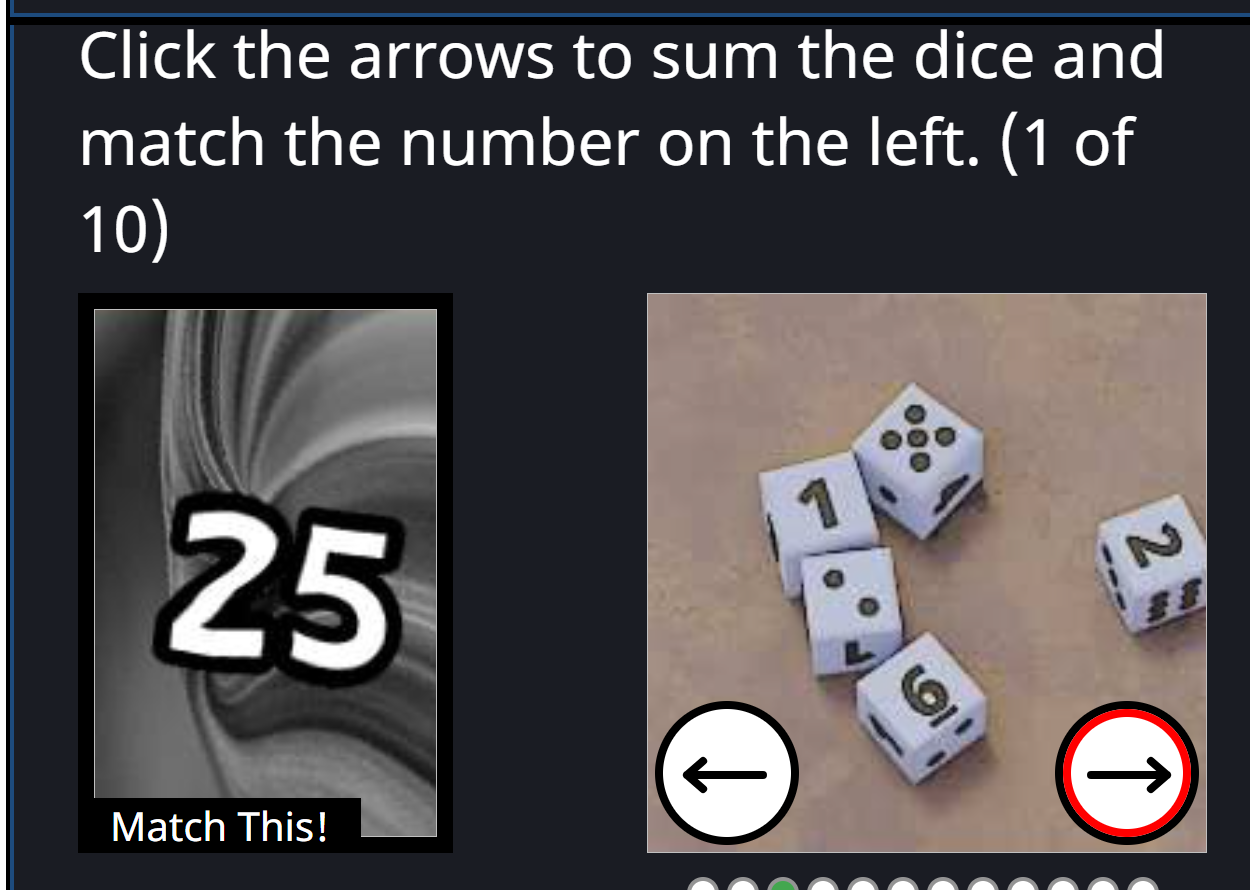 Click the arrows to sum the dice and
match the number on the left. (1 of
10)
25
Match This!
1
2
6